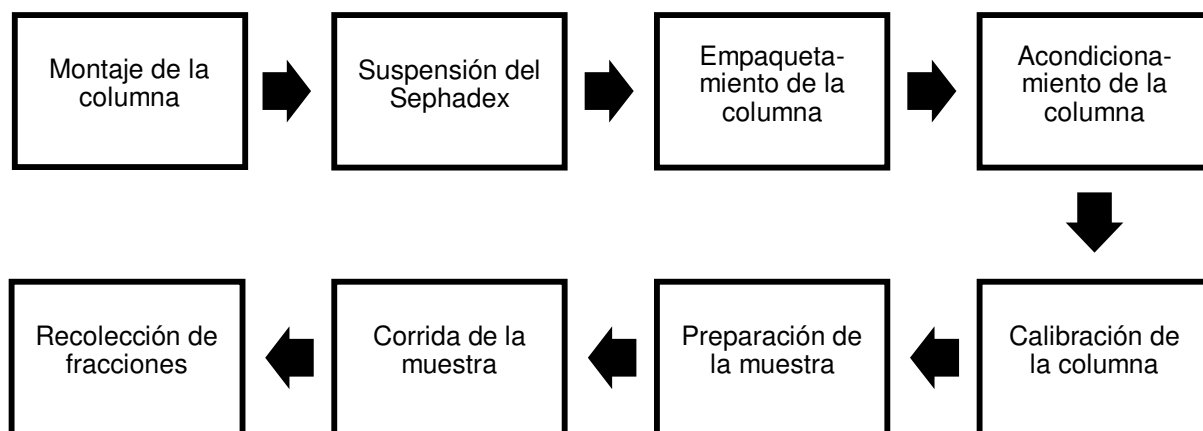 Montaje de la
columna
Suspensión del
Sephadex
Empaqueta-
miento de la
columna
Acondiciona-
miento de la
columna
Calibración de
la columna
Preparación de
la muestra
Corrida de la
muestra
Recolección de
fracciones